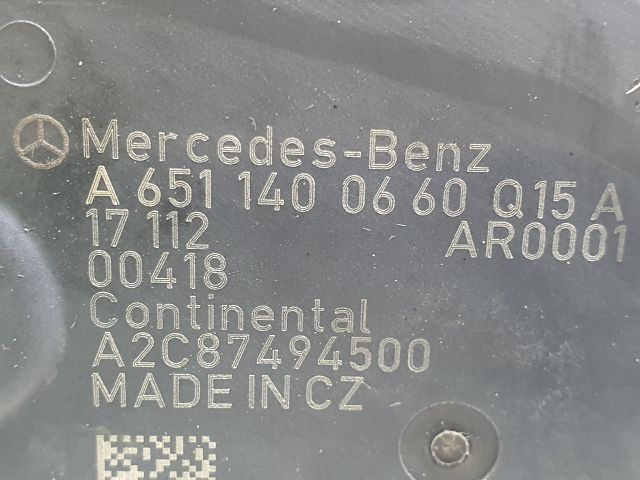 Mercedes-Benz
A 651 140 06 60 Q15 A
17 112 AR0001
00418
Continental
A2C87494500
MADE IN CZ